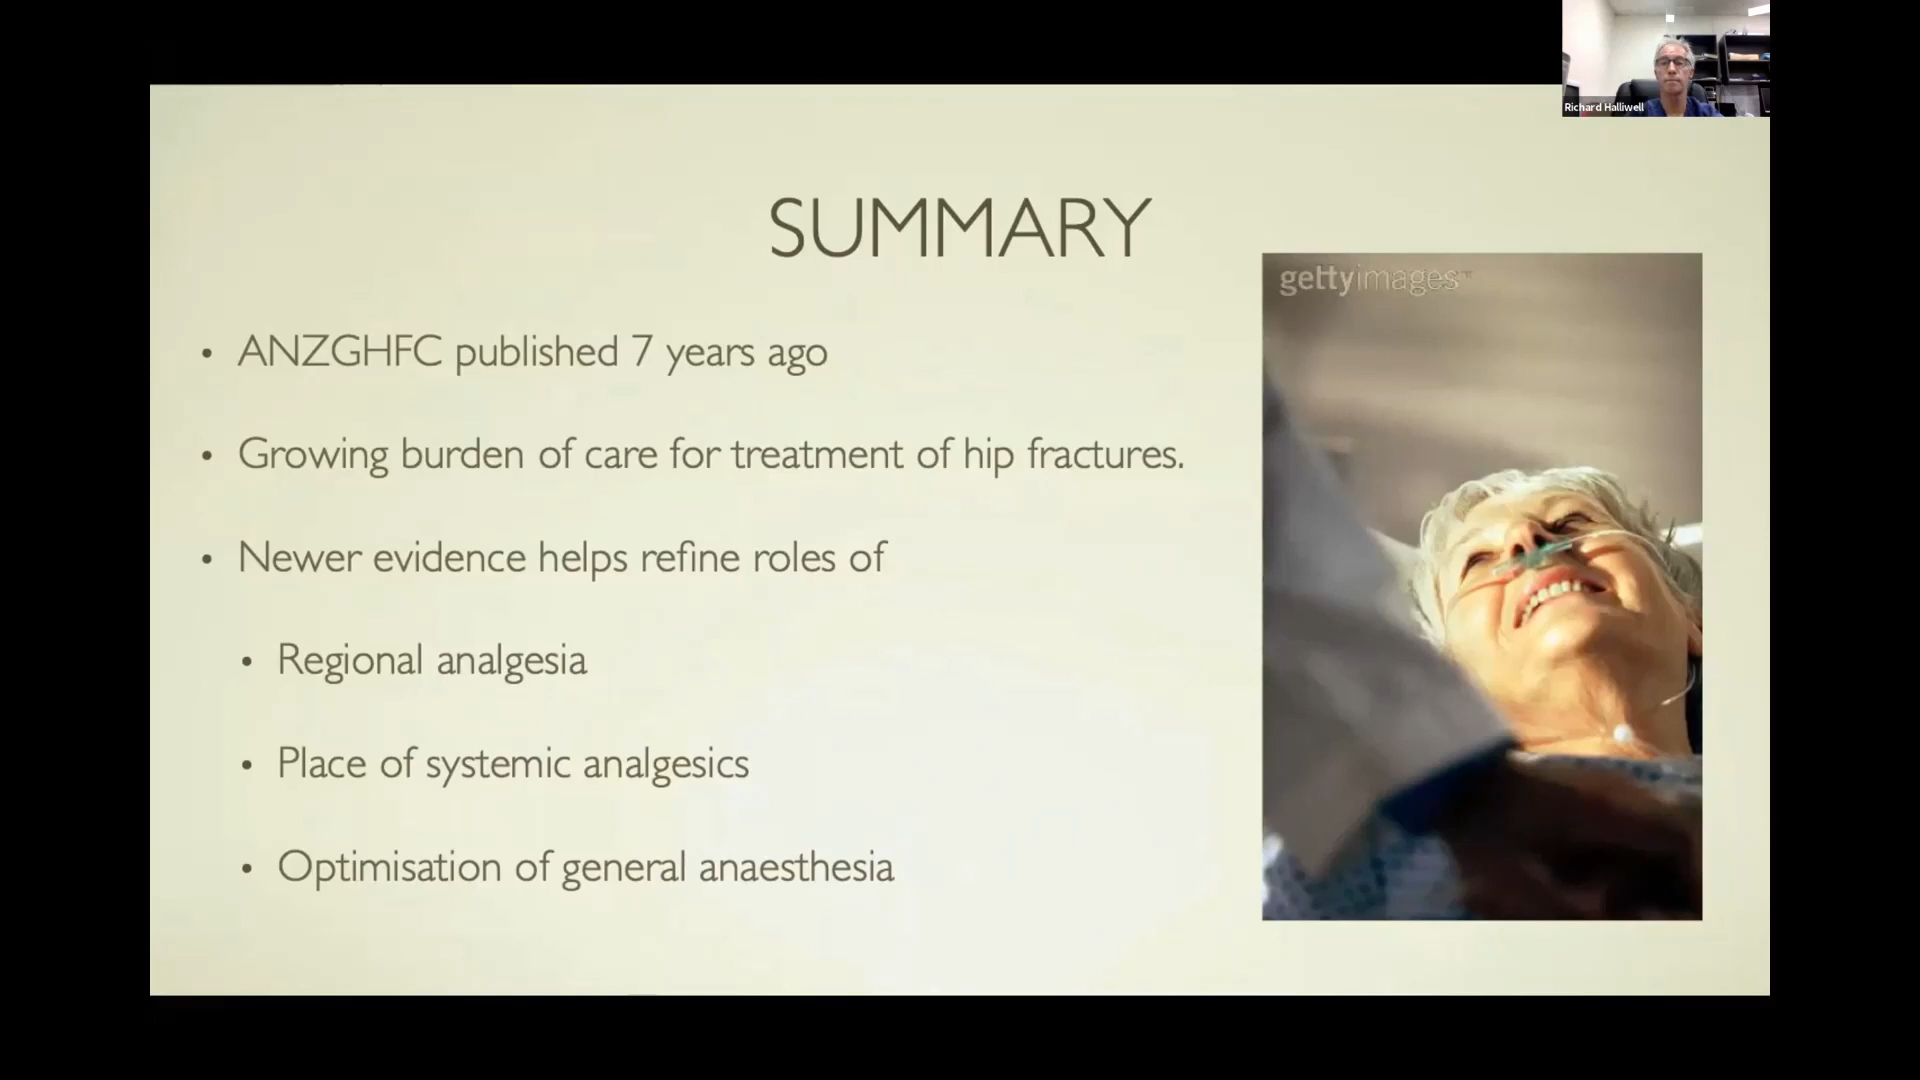 Richard Halliwell
SUMMARY
gettyimages™
• ANZGHFC published 7 years ago
• Growing burden of care for treatment of hip fractures.
• Newer evidence helps refine roles of
• Regional analgesia
• Place of systemic analgesics
• Optimisation of general anaesthesia